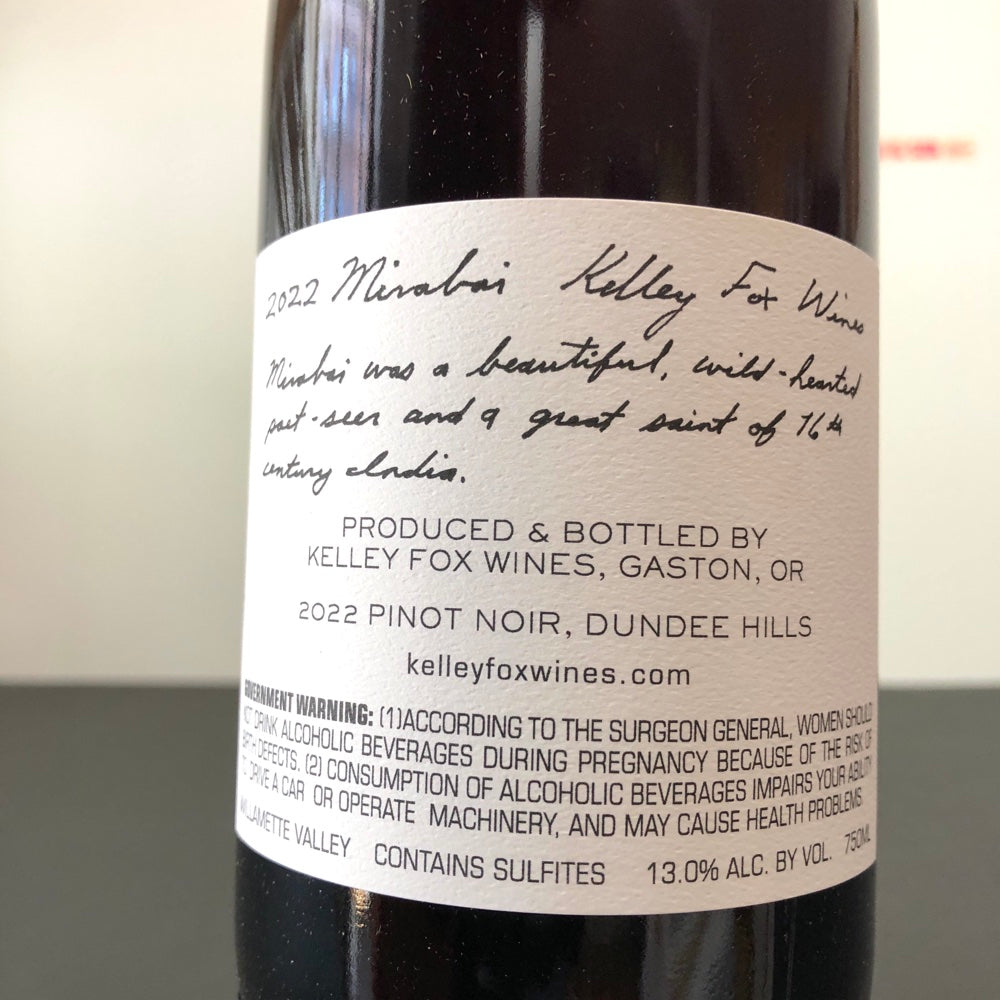 2022 Mirabai Kelley Fox Wines
Mirabai was a beautiful, wild-hearted
poet-seer and a great saint of 16th
century India.
PRODUCED & BOTTLED BY
KELLEY FOX WINES, GASTON, OR
2022 PINOT NOIR, DUNDEE HILLS
kelleyfoxwines.com
GOVERNMENT WARNING: (1)ACCORDING TO THE SURGEON GENERAL, WOMEN SHOULD
NOT DRINK ALCOHOLIC BEVERAGES DURING PREGNANCY BECAUSE OF THE RISK OF
BIRTH DEFECTS. (2) CONSUMPTION OF ALCOHOLIC BEVERAGES IMPAIRS YOUR ABILITY
TO DRIVE A CAR OR OPERATE MACHINERY, AND MAY CAUSE HEALTH PROBLEMS.
WILLAMETTE VALLEY CONTAINS SULFITES 13.0% ALC. BY VOL. 750ML